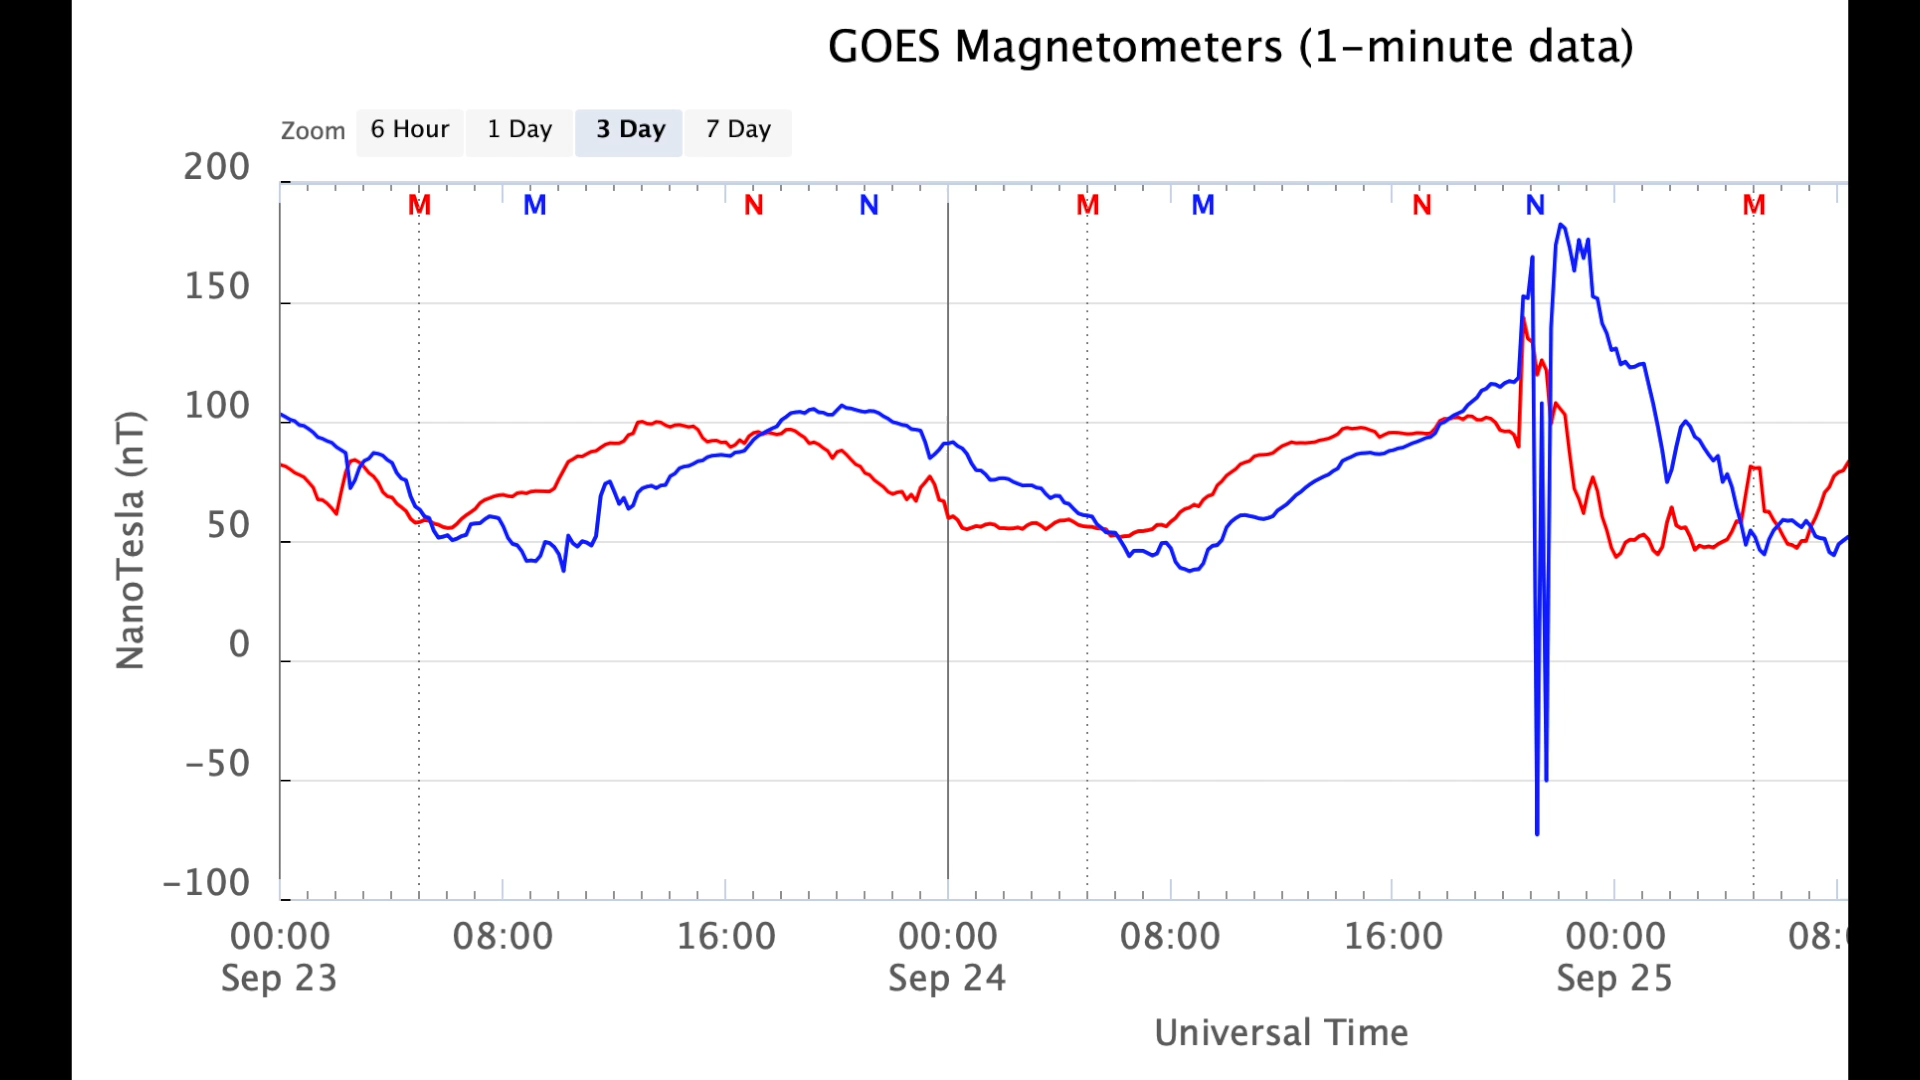 GOES Magnetometers (1-minute data)
Zoom 6 Hour 1 Day 3 Day 7 Day
200
M M N N M M N N M
150
100
50
0
-50
-100
NanoTesla (nT)
00:00 08:00 16:00 00:00 08:00 16:00 00:00 08:
Sep 23 Sep 24 Sep 25
Universal Time